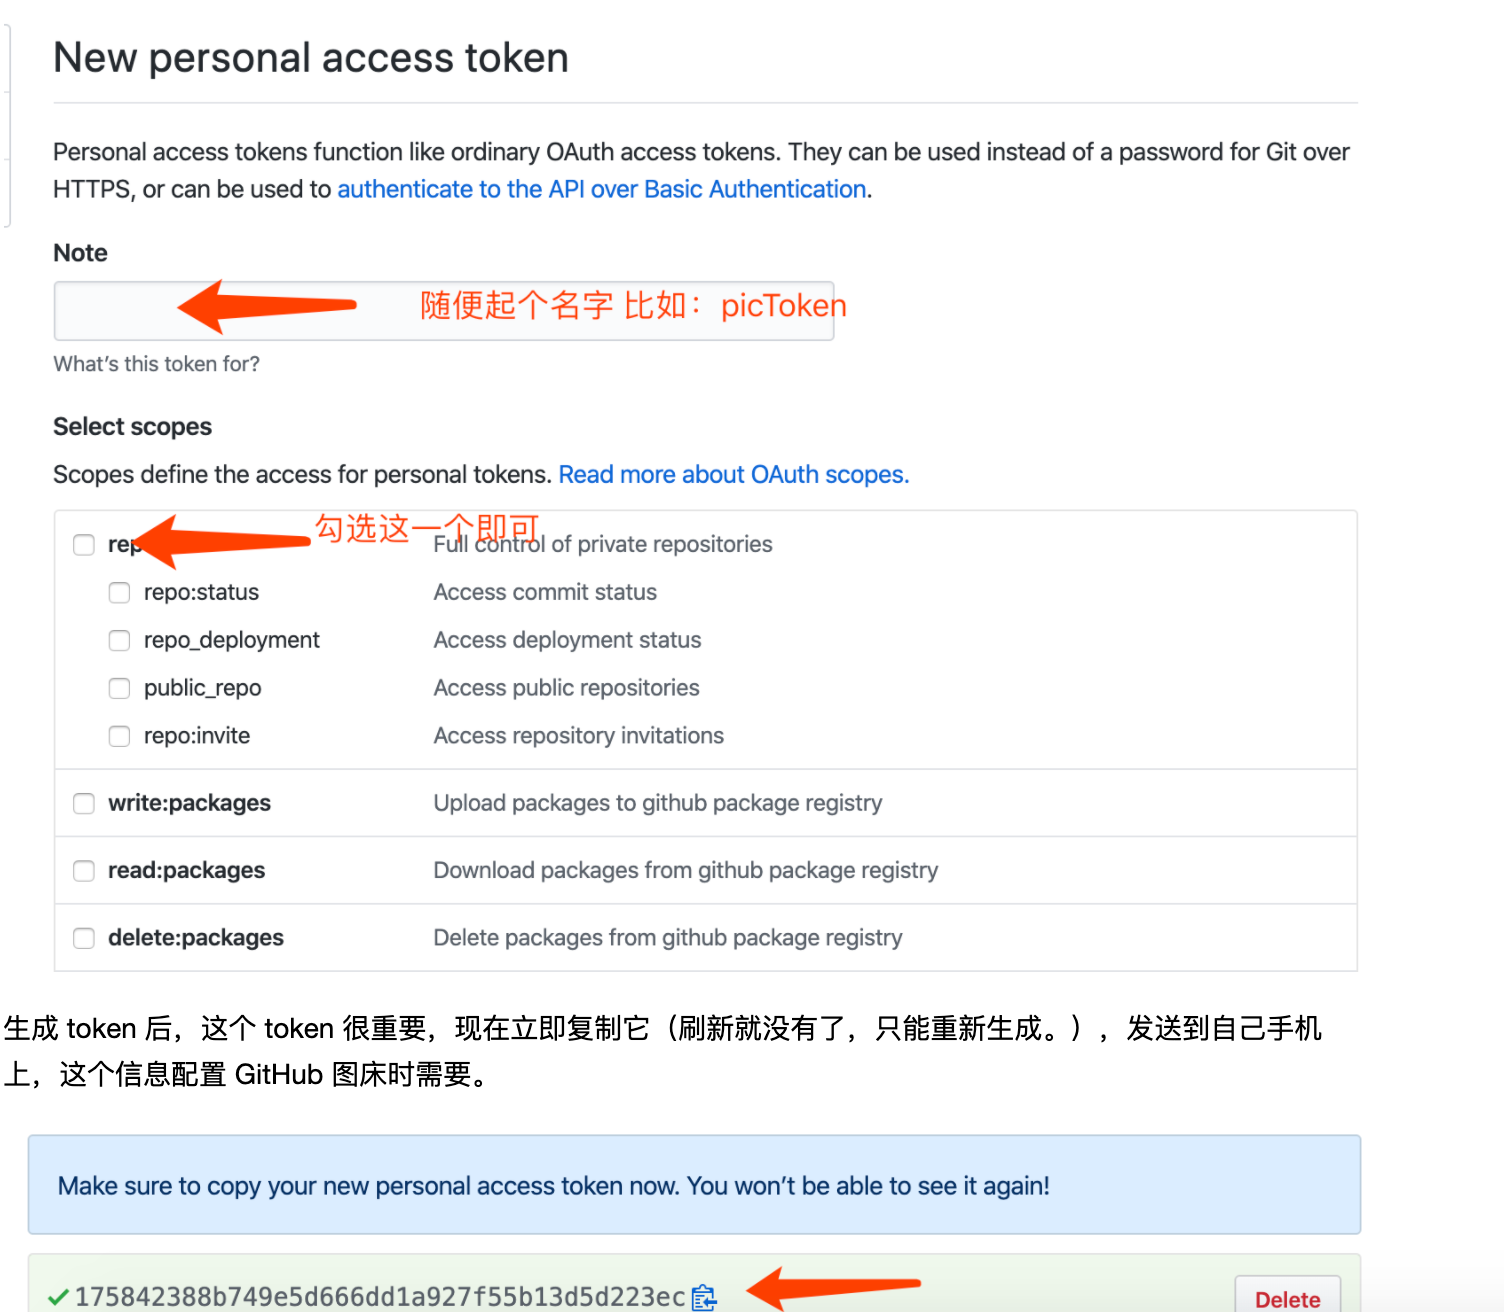 New personal access token
Personal access tokens function like ordinary OAuth access tokens. They can be used instead of a password for Git over
HTTPS, or can be used to authenticate to the API over Basic Authentication.
Note
随便起个名字 比如：picToken
What's this token for?
Select scopes
Scopes define the access for personal tokens. Read more about OAuth scopes.
勾选这一个即可
rep Full control of private repositories
repo:status Access commit status
repo_deployment Access deployment status
public_repo Access public repositories
repo:invite Access repository invitations
write:packages Upload packages to github package registry
read:packages Download packages from github package registry
delete:packages Delete packages from github package registry
生成 token 后，这个 token 很重要，现在立即复制它（刷新就没有了，只能重新生成。），发送到自己手机
上，这个信息配置 GitHub 图床时需要。
Make sure to copy your new personal access token now. You won't be able to see it again!
175842388b749e5d666dd1a927f55b13d5d223ec Delete